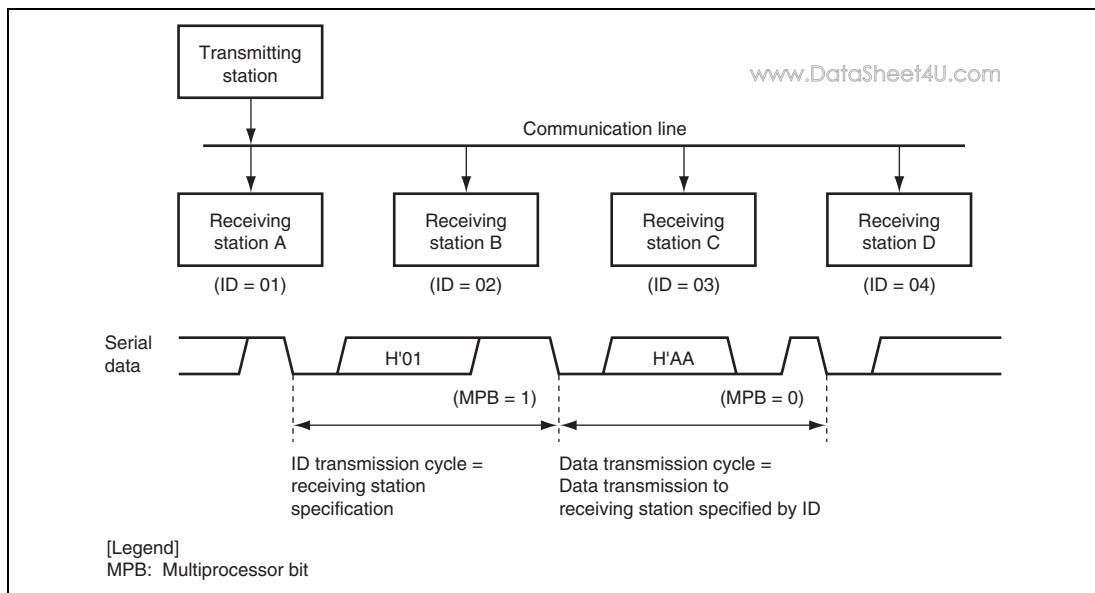 Transmitting
station
www.DataSheet4U.com
Communication line
Receiving
station A
Receiving
station B
Receiving
station C
Receiving
station D
(ID = 01)
(ID = 02)
(ID = 03)
(ID = 04)
Serial
data
H'01
H'AA
(MPB = 1)
(MPB = 0)
ID transmission cycle =
receiving station
specification
Data transmission cycle =
Data transmission to
receiving station specified by ID
[Legend]
MPB: Multiprocessor bit